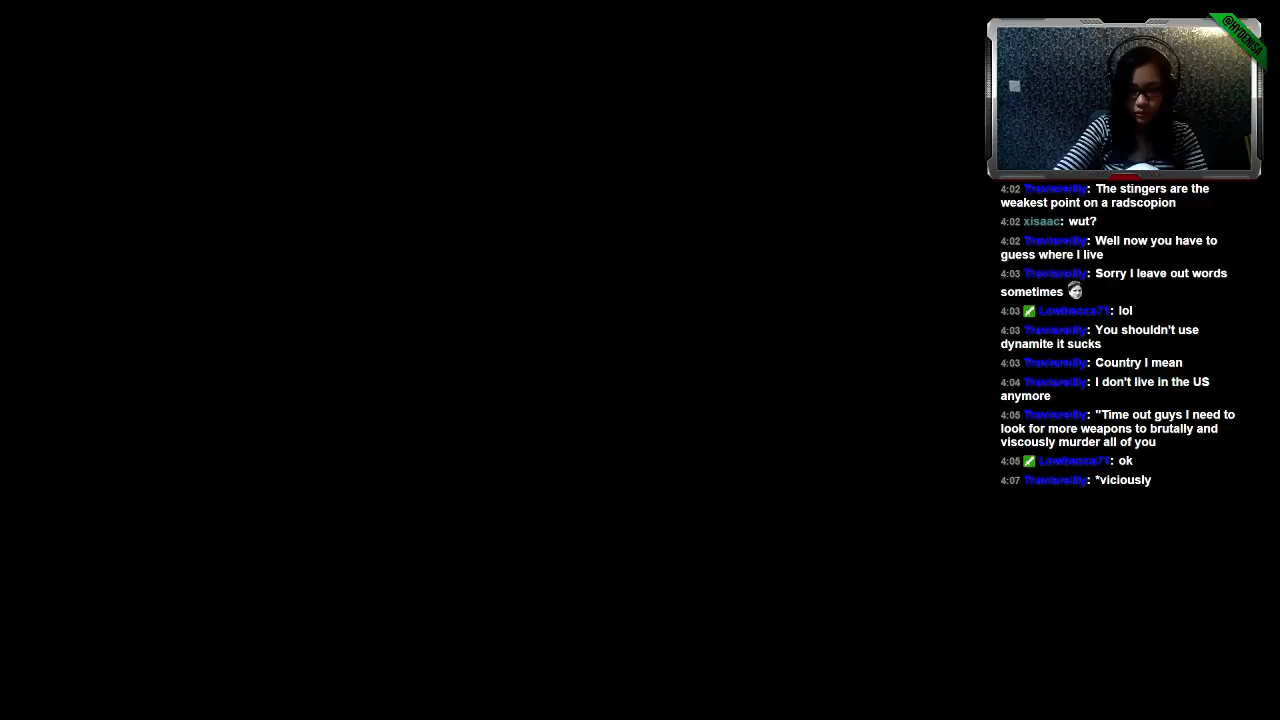 @HYDENISA
4:02 : The stingers are the
weakest point on a radscopion
4:02 xisaac: wut?
4:02 : Well now you have to
guess where I live
4:03 : Sorry I leave out words
sometimes
4:03 Lowbacca71: lol
4:03 : You shouldn't use
dynamite it sucks
4:03 : Country I mean
4:04 : I don't live in the US
anymore
4:05 : "Time out guys I need to
look for more weapons to brutally and
viscously murder all of you
4:05 Lowbacca71: ok
4:07 : *viciously